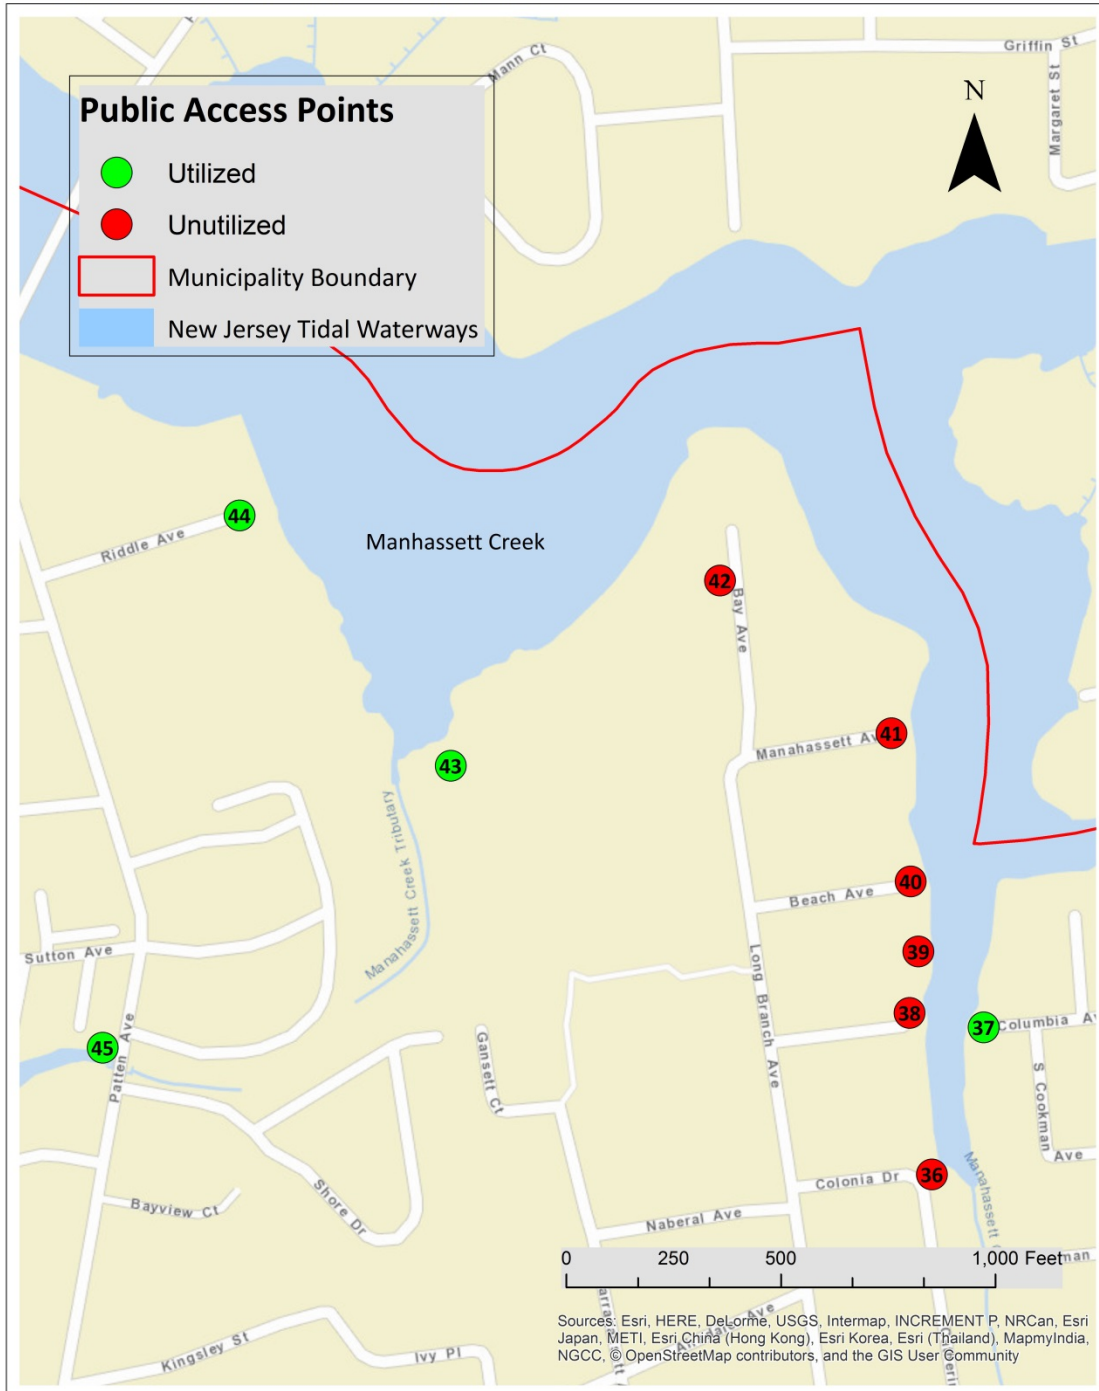 Griffin St
Mann Ct
Margaret St
N
Public Access Points
Utilized
Unutilized
Municipality Boundary
New Jersey Tidal Waterways
44
Riddle Ave
Manhassett Creek
42
Bay Ave
41
Manahassett Av
43
Manahassett Creek Tributary
40
Beach Ave
39
Sutton Ave
Long Branch Ave
38
37
Columbia Av
45
Patten Ave
Gansett Ct
S Cookman
Ave
36
Colonia Dr
Manahassett
Bayview Ct
Shore Dr
Naberal Ave
0 250 500 1,000 Feet
man
Sources: Esri, HERE, DeLorme, USGS, Intermap, INCREMENT P, NRCan, Esri
Japan, METI, Esri China (Hong Kong), Esri Korea, Esri (Thailand), MapmyIndia,
NGCC, © OpenStreetMap contributors, and the GIS User Community
Kingsley St
Ivy Pl